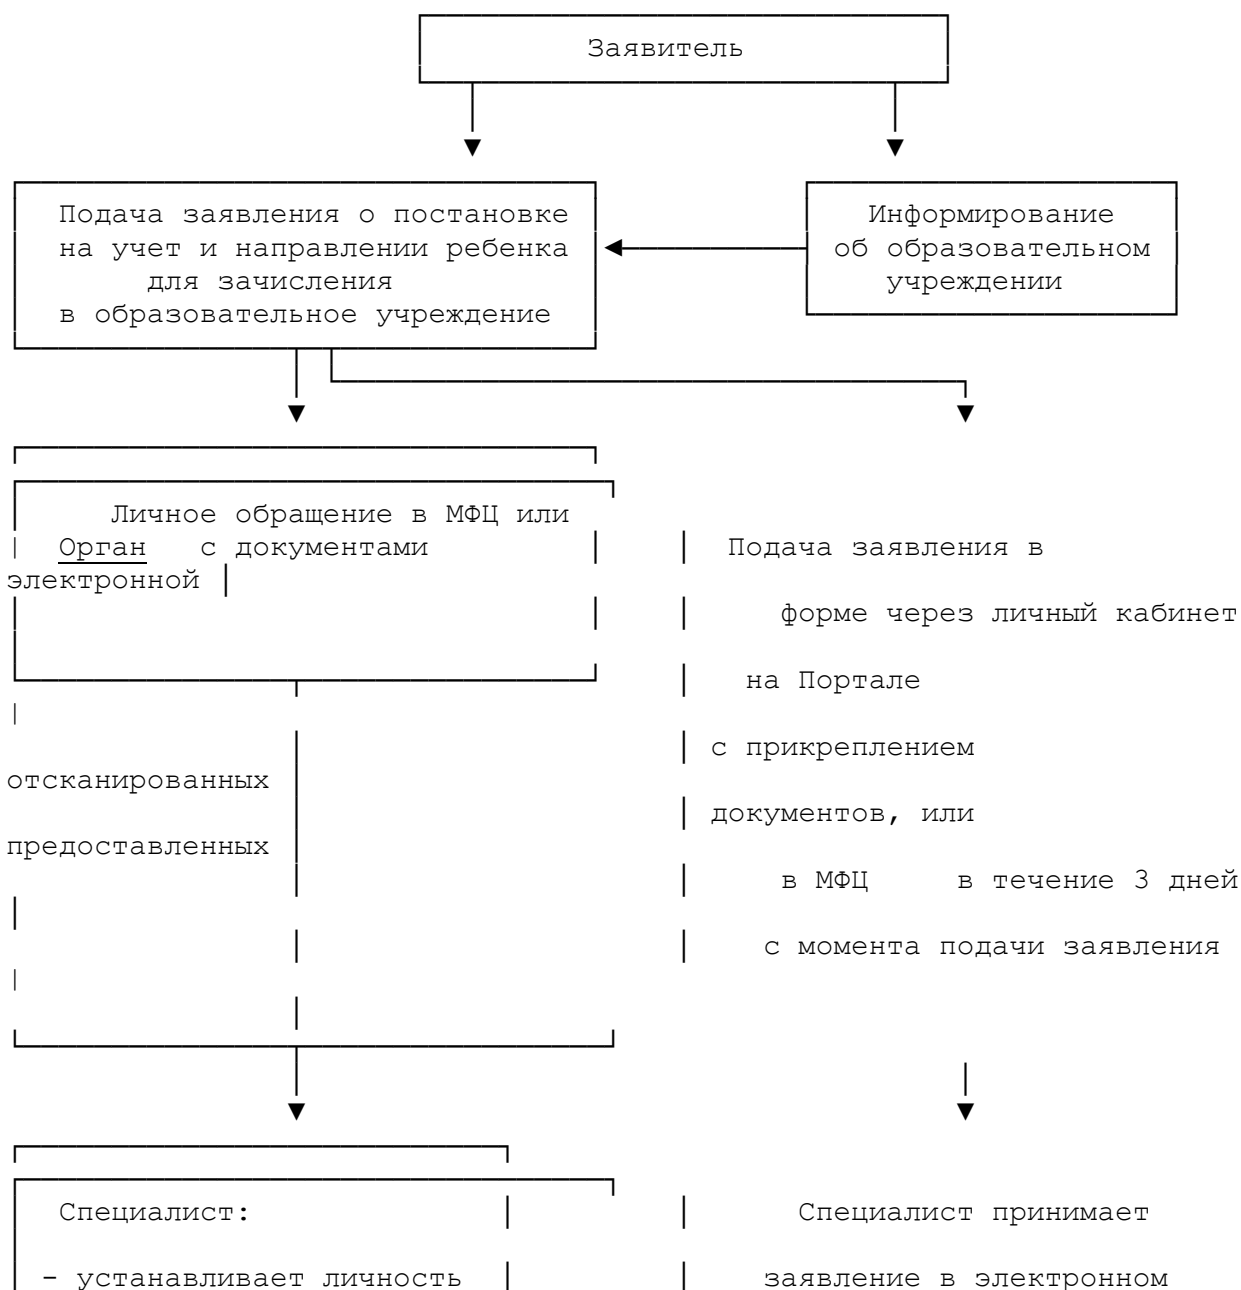 Заявитель
Подача заявления о постановке
на учет и направлении ребенка
для зачисления
в образовательное учреждение
Информирование
об образовательном
учреждении
Личное обращение в МФЦ или
Орган с документами Подача заявления в
электронной
форме через личный кабинет
на Портале
с прикреплением
отсканированных
документов, или
предоставленных
в МФЦ в течение 3 дней
с момента подачи заявления
Специалист: Специалист принимает
- устанавливает личность заявление в электронном